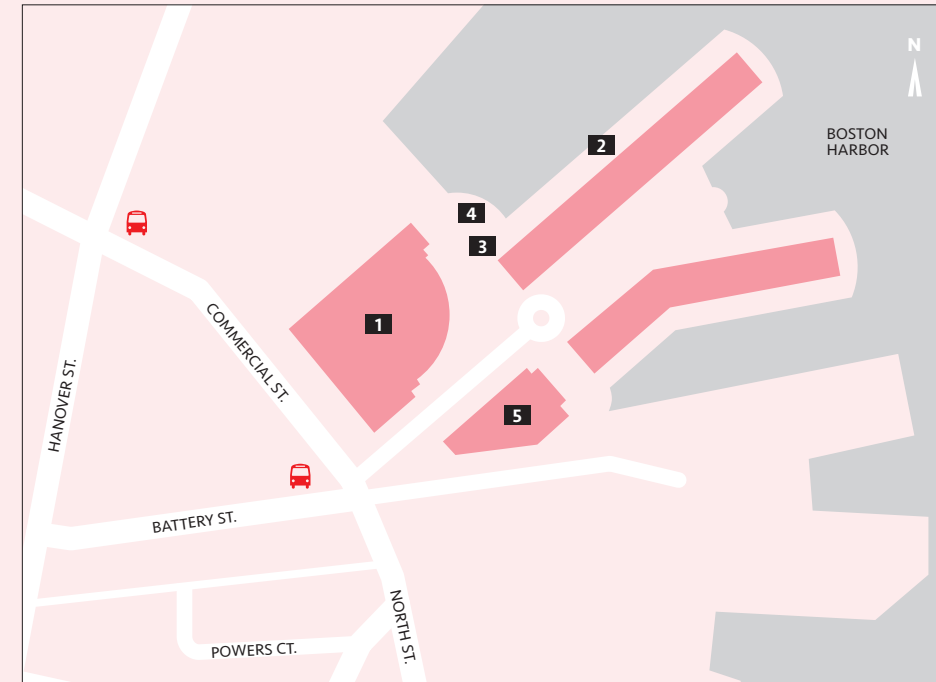 N
BOSTON
HARBOR
2
4
3
1
COMMERCIAL ST.
HANOVER ST.
5
BATTERY ST.
NORTH ST.
POWERS CT.